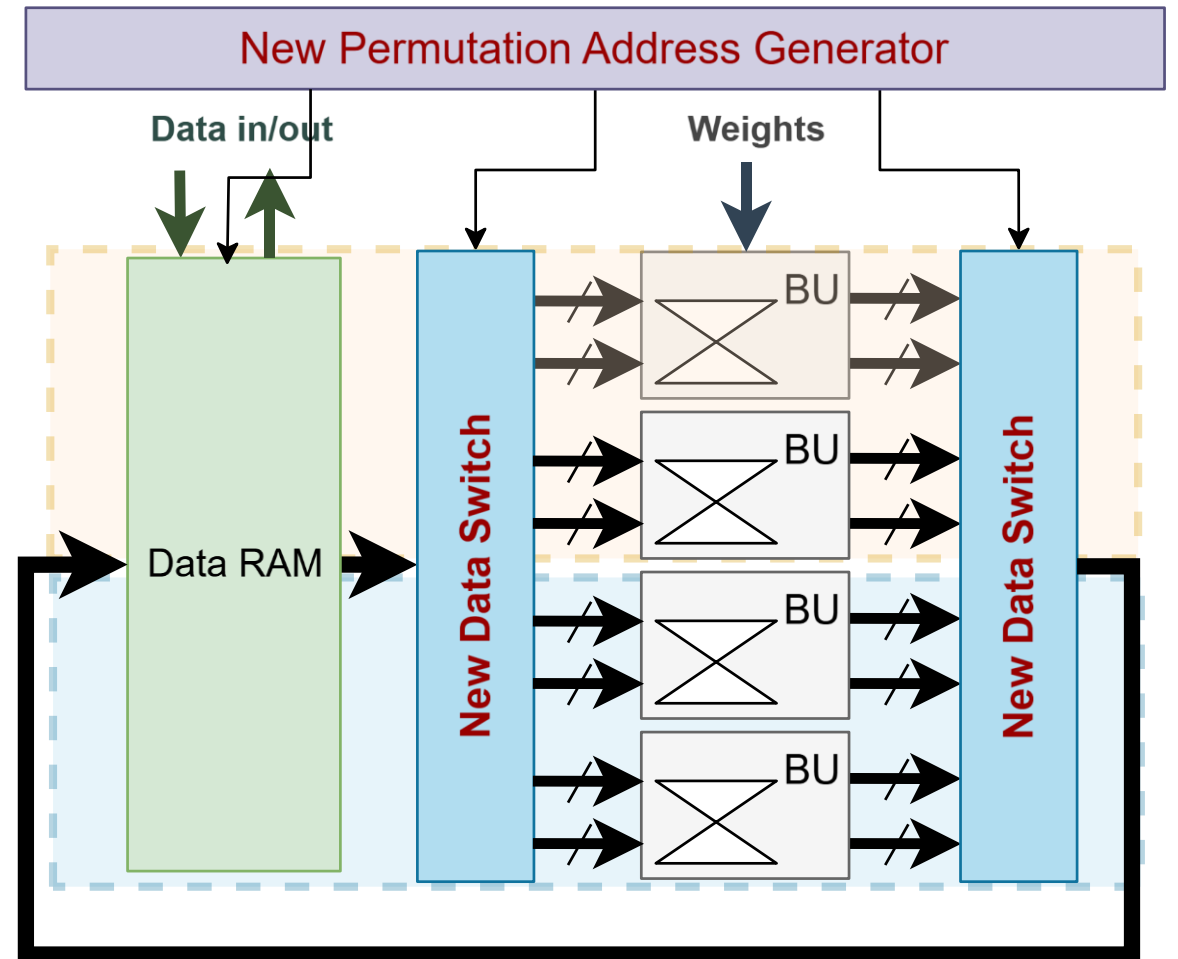 New Permutation Address Generator
Data in/out
Weights
BU
BU
Data RAM
New Data Switch
New Data Switch
BU
BU